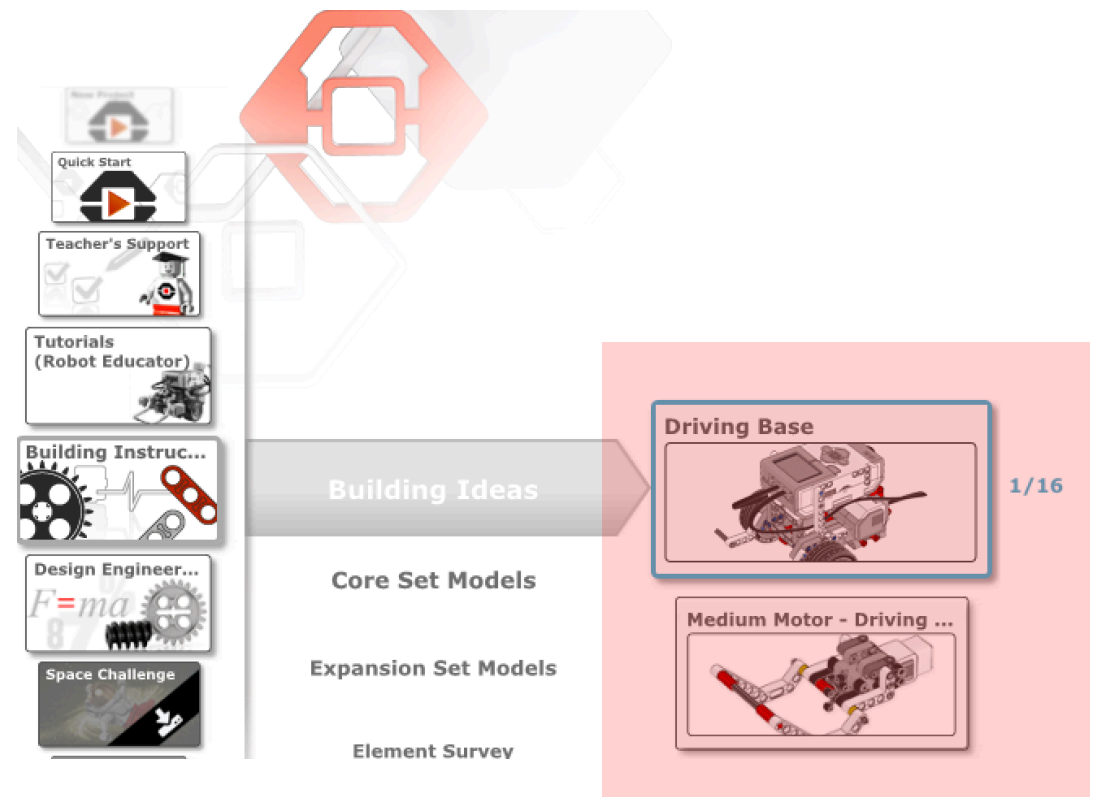 New Project
Quick Start
Teacher's Support
Tutorials
(Robot Educator)
Building Instruc...
Design Engineer...
F=ma
Space Challenge
Building Ideas
Core Set Models
Expansion Set Models
Element Survey
Driving Base
1/16
Medium Motor - Driving ...